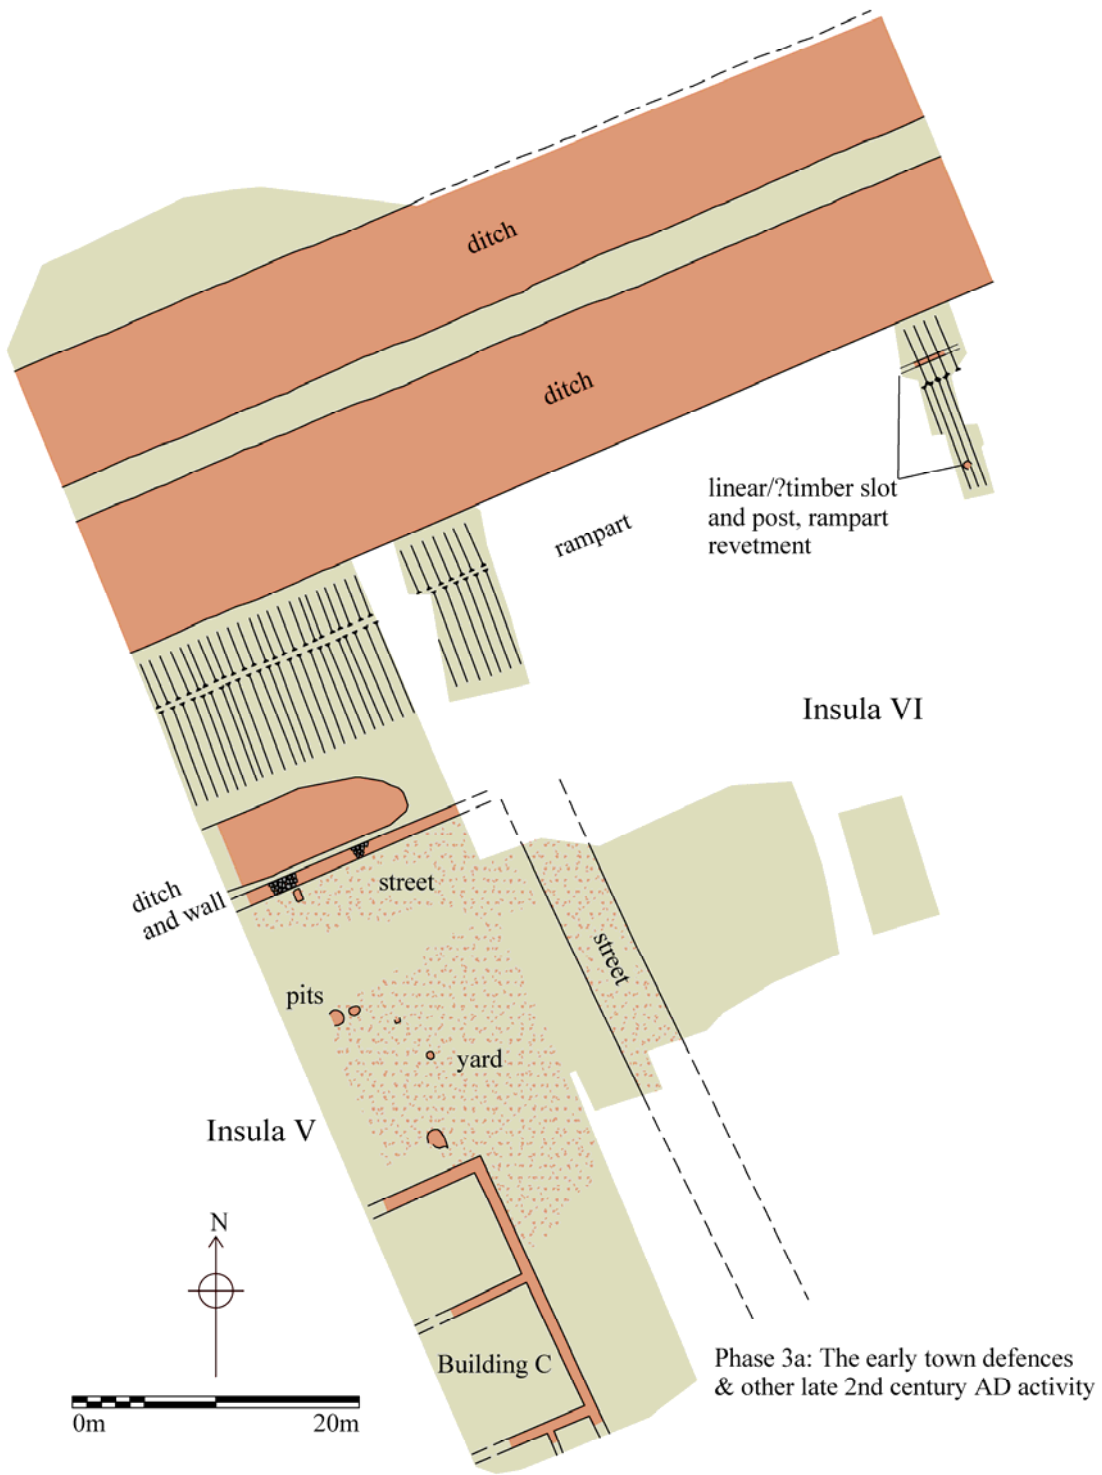 ditch
ditch
linear/?timber slot
and post, rampart
revetment
rampart
Insula VI
ditch
and wall
street
street
pits
yard
Insula V
N
Building C
Phase 3a: The early town defences
& other late 2nd century AD activity
0m 20m